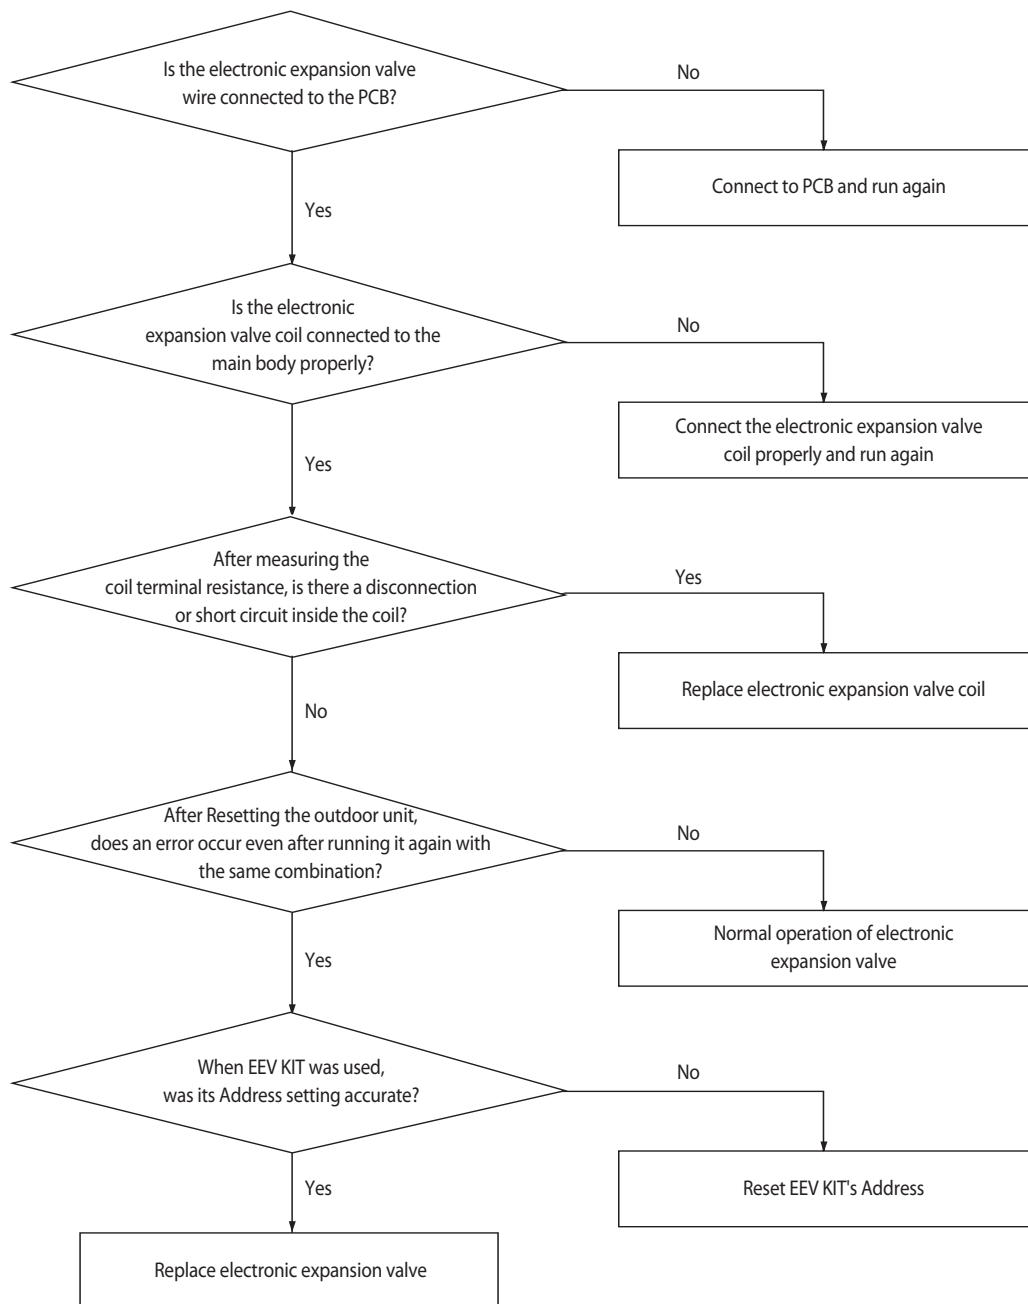 Is the electronic expansion valve
wire connected to the PCB?
No
Connect to PCB and run again
Yes
Is the electronic
expansion valve coil connected to the
main body properly?
No
Connect the electronic expansion valve
coil properly and run again
Yes
After measuring the
coil terminal resistance, is there a disconnection
or short circuit inside the coil?
Yes
Replace electronic expansion valve coil
No
After Resetting the outdoor unit,
does an error occur even after running it again with
the same combination?
No
Normal operation of electronic
expansion valve
Yes
When EEV KIT was used,
was its Address setting accurate?
No
Reset EEV KIT's Address
Yes
Replace electronic expansion valve